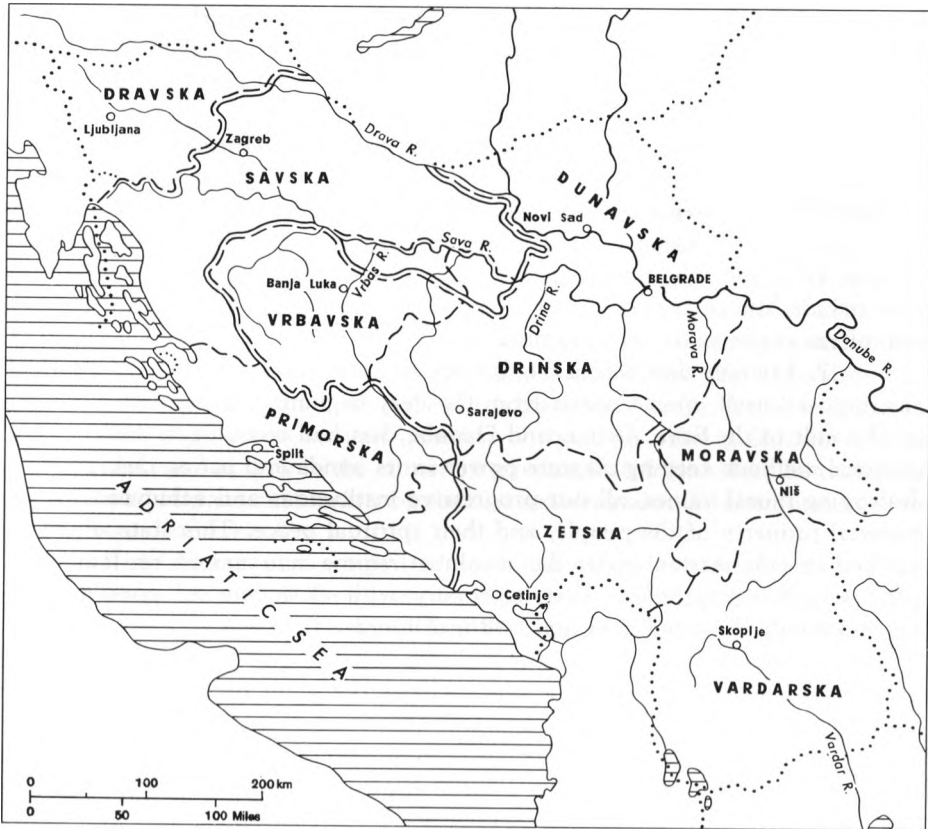 DRAVSKA
Ljubljana
Zagreb
SAVSKA
Drava R.
DUNAVSKA
Novi Sad
Sava R.
BELGRADE
Banja Luka
Vrbas R.
VRBAVSKA
Drina R.
Morava R.
Danube R.
DRINSKA
Sarajevo
PRIMORSKA
Split
MORAVSKA
Niš
ZETSKA
ADRIATIC SEA
Cetinje
Skoplje
VARDARSKA
Vardar R.
0 100 200 km
0 50 100 Miles